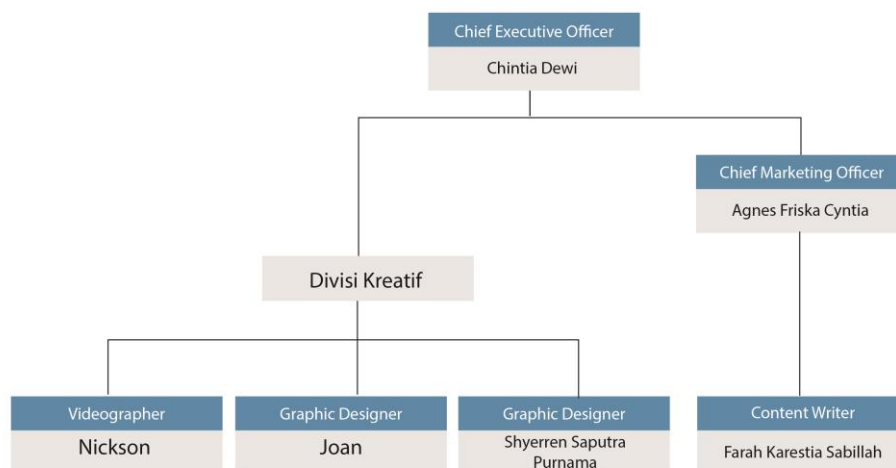 Chief Executive Officer
Chintia Dewi
Chief Marketing Officer
Agnes Friska Cyntia
Divisi Kreatif
Videographer
Nickson
Graphic Designer
Joan
Graphic Designer
Shyerren Saputra
Purnama
Content Writer
Farah Karestia Sabillah